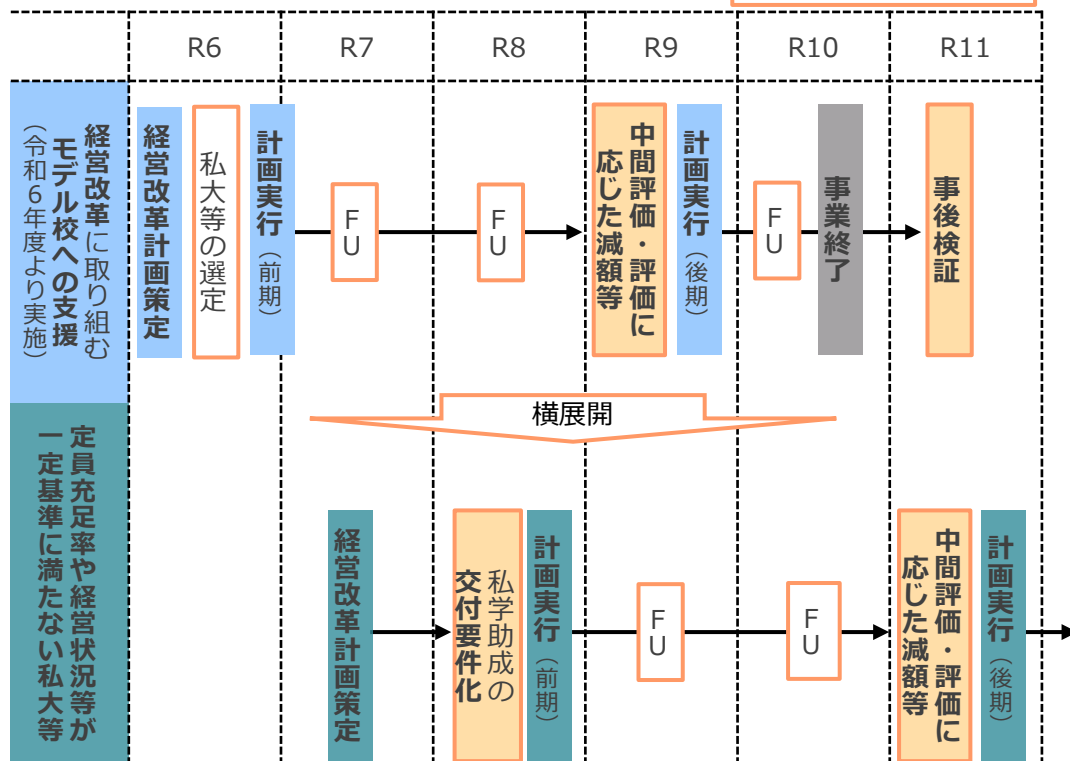 R6
R7
R8
R9
R10
R11
経営改革に取り組む
モデル校への支援
（令和６年度より実施）
経営改革計画策定
私大等の選定
計画実行（前期）
FU
FU
中間評価・評価に
応じた減額等
計画実行（後期）
FU
事業終了
事後検証
横展開
定員充足率や経営状況等が
一定基準に満たない私大等
経営改革計画策定
私学助成の
交付要件化
計画実行（前期）
FU
FU
中間評価・評価に
応じた減額等
計画実行（後期）